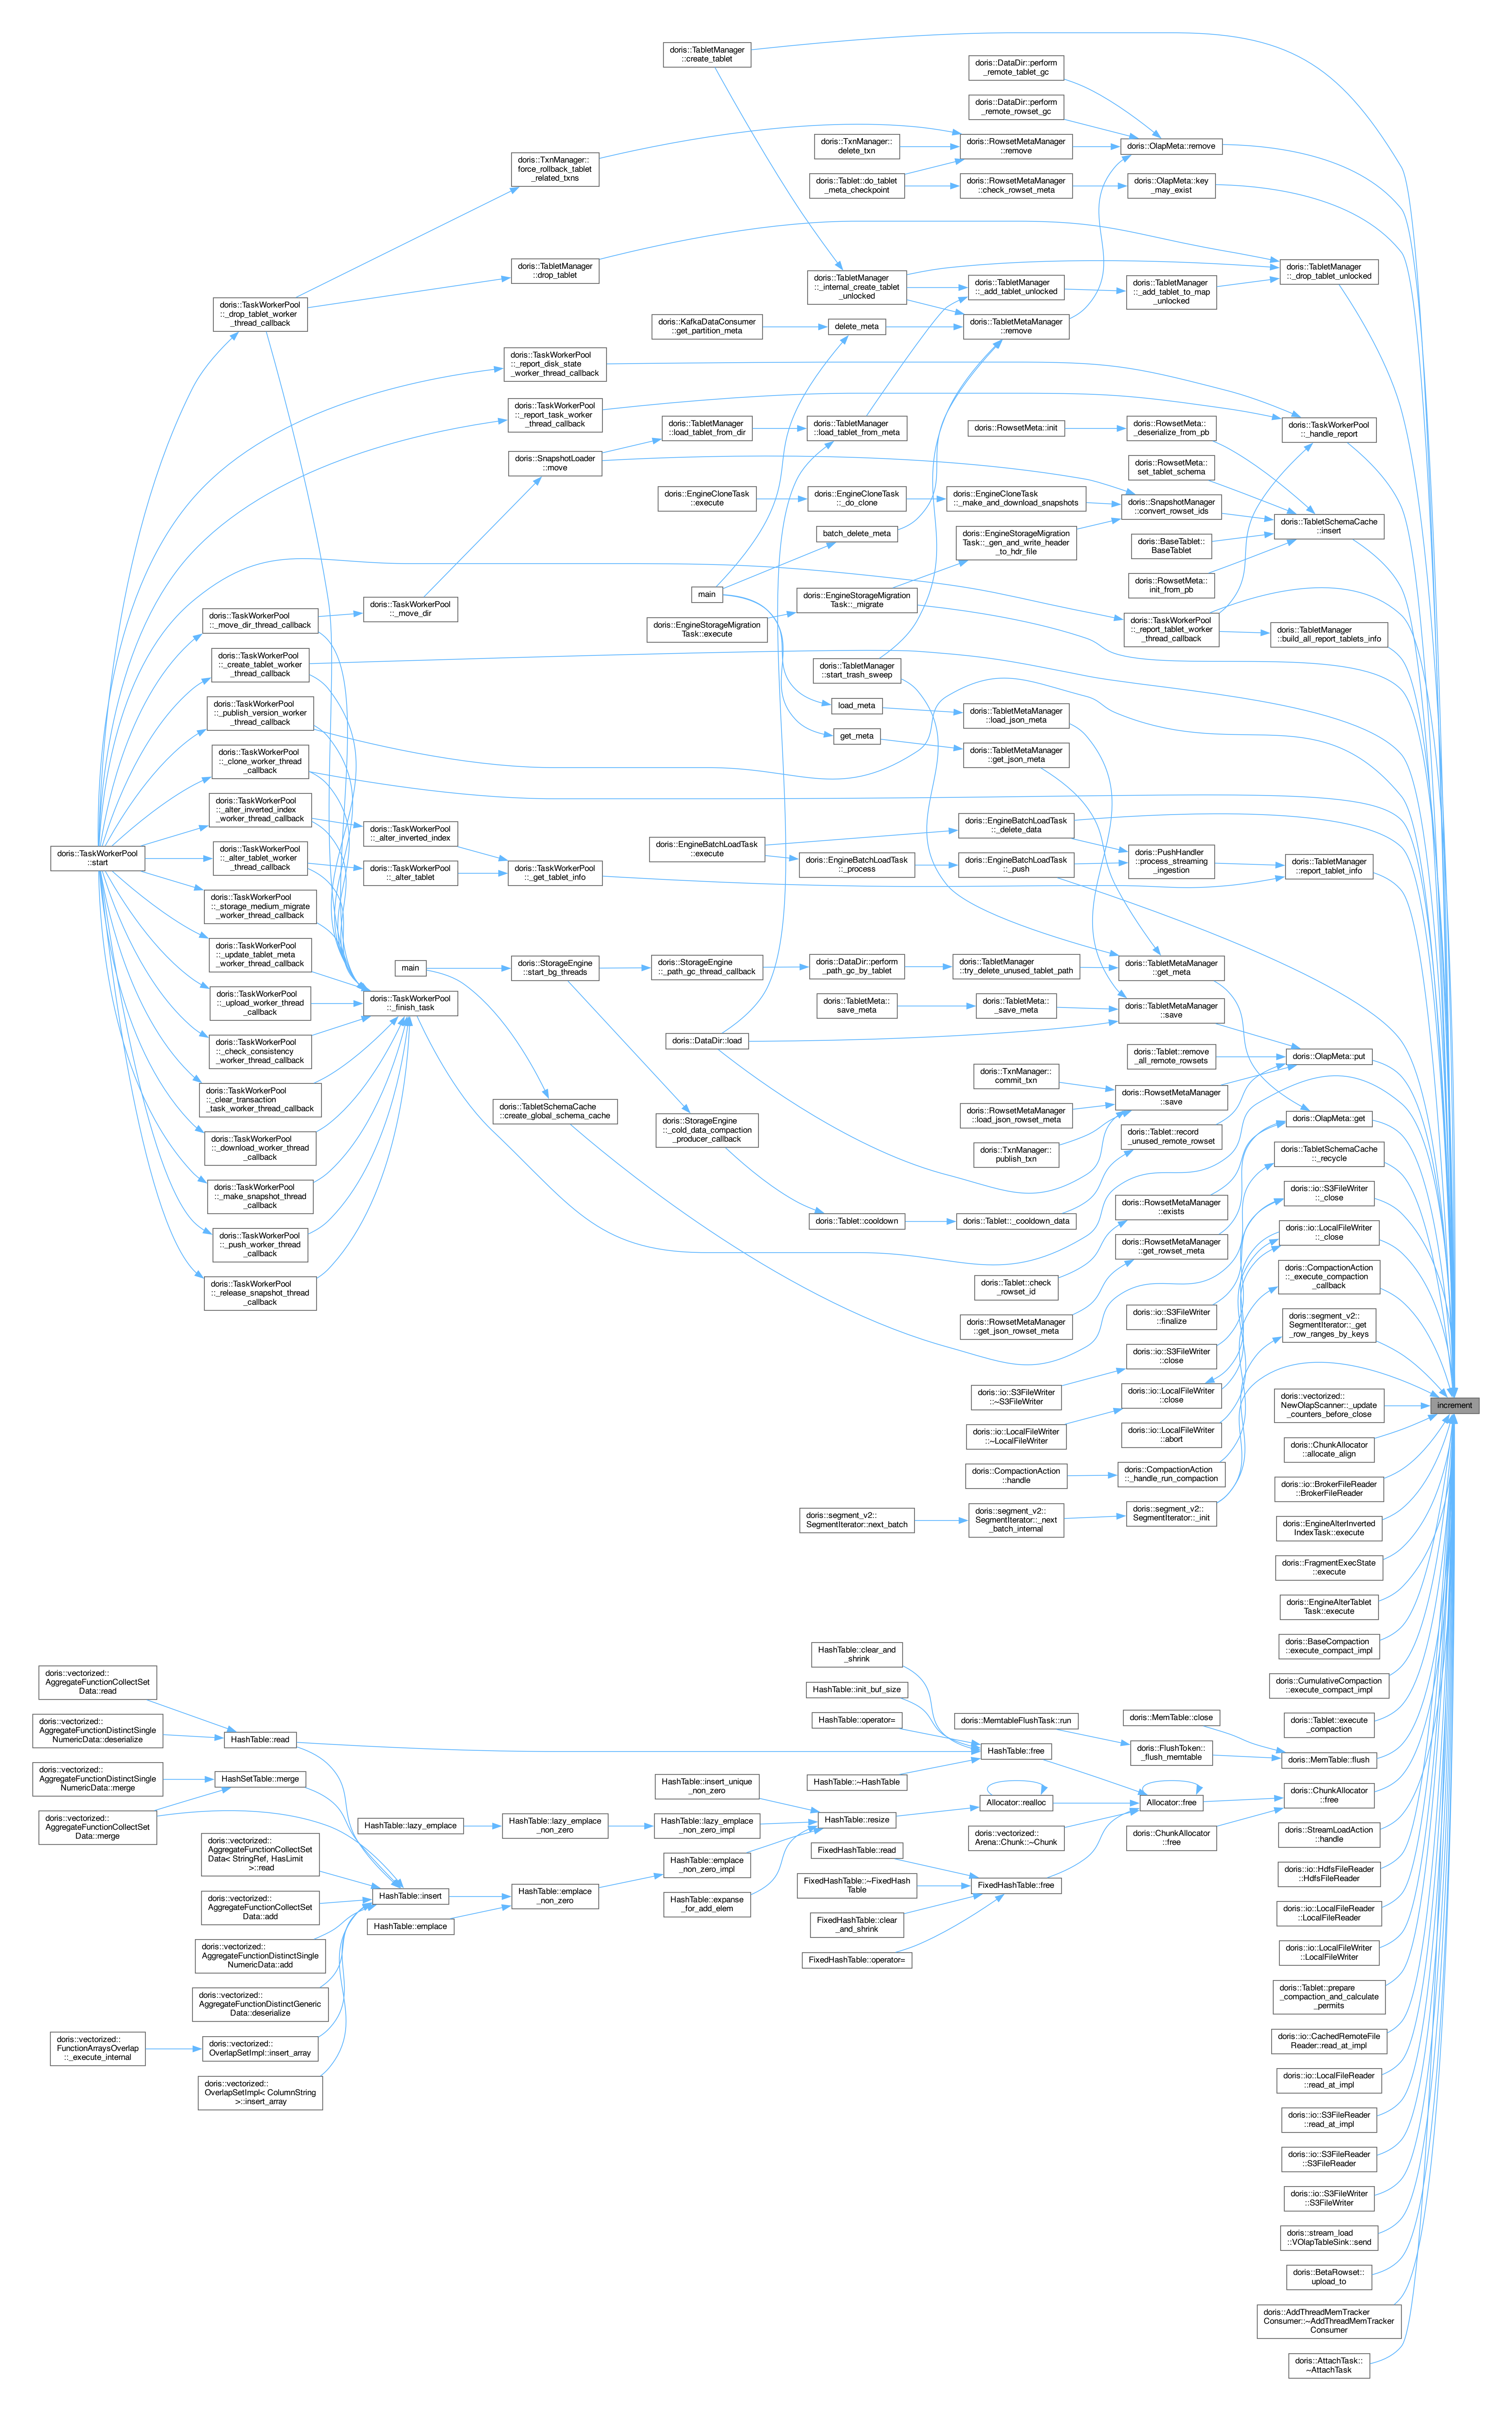 doris::TabletManager
::create_tablet
doris::DataDir::perform
_remote_tablet_gc
doris::DataDir::perform
_remote_rowset_gc
doris::TxnManager::
delete_txn
doris::RowsetMetaManager
::remove
doris::OlapMeta::remove
doris::TxnManager::
force_rollback_tablet
_related_txns
doris::Tablet::do_tablet
_meta_checkpoint
doris::RowsetMetaManager
::check_rowset_meta
doris::OlapMeta::key
_may_exist
doris::TabletManager
::drop_tablet
doris::TabletManager
::_drop_tablet_unlocked
doris::TabletManager
::_internal_create_tablet
_unlocked
doris::TabletManager
::_add_tablet_unlocked
doris::TabletManager
::_add_tablet_to_map
_unlocked
doris::TaskWorkerPool
::_drop_tablet_worker
_thread_callback
doris::KafkaDataConsumer
::get_partition_meta
delete_meta
doris::TabletMetaManager
::remove
doris::TaskWorkerPool
::_report_disk_state
_worker_thread_callback
doris::TaskWorkerPool
::_report_task_worker
_thread_callback
doris::TabletManager
::load_tablet_from_dir
doris::TabletManager
::load_tablet_from_meta
doris::RowsetMeta::init
doris::RowsetMeta::
_deserialize_from_pb
doris::TaskWorkerPool
::_handle_report
doris::SnapshotLoader
::move
doris::RowsetMeta::
set_tablet_schema
doris::EngineCloneTask
::execute
doris::EngineCloneTask
::_do_clone
doris::EngineCloneTask
::_make_and_download_snapshots
doris::SnapshotManager
::convert_rowset_ids
doris::TabletSchemaCache
::insert
batch_delete_meta
doris::EngineStorageMigration
Task::_gen_and_write_header
_to_hdr_file
doris::BaseTablet::
BaseTablet
doris::RowsetMeta::
init_from_pb
main
doris::EngineStorageMigration
Task::_migrate
doris::TaskWorkerPool
::_move_dir
doris::TaskWorkerPool
::_move_dir_thread_callback
doris::EngineStorageMigration
Task::execute
doris::TaskWorkerPool
::_report_tablet_worker
_thread_callback
doris::TabletManager
::build_all_report_tablets_info
doris::TaskWorkerPool
::_create_tablet_worker
_thread_callback
doris::TabletManager
::start_trash_sweep
doris::TaskWorkerPool
::_publish_version_worker
_thread_callback
load_meta
doris::TabletMetaManager
::load_json_meta
get_meta
doris::TabletMetaManager
::get_json_meta
doris::TaskWorkerPool
::_clone_worker_thread
_callback
doris::TaskWorkerPool
::_alter_inverted_index
_worker_thread_callback
doris::TaskWorkerPool
::_alter_inverted_index
doris::EngineBatchLoadTask
::execute
doris::EngineBatchLoadTask
::_delete_data
doris::TaskWorkerPool
::start
doris::TaskWorkerPool
::_alter_tablet_worker
_thread_callback
doris::TaskWorkerPool
::_alter_tablet
doris::TaskWorkerPool
::_get_tablet_info
doris::EngineBatchLoadTask
::_process
doris::EngineBatchLoadTask
::_push
doris::PushHandler
::process_streaming
_ingestion
doris::TabletManager
::report_tablet_info
doris::TaskWorkerPool
::_storage_medium_migrate
_worker_thread_callback
doris::TaskWorkerPool
::_update_tablet_meta
_worker_thread_callback
main
doris::StorageEngine
::start_bg_threads
doris::StorageEngine
::_path_gc_thread_callback
doris::DataDir::perform
_path_gc_by_tablet
doris::TabletManager
::try_delete_unused_tablet_path
doris::TabletMetaManager
::get_meta
doris::TaskWorkerPool
::_upload_worker_thread
_callback
doris::TaskWorkerPool
::_finish_task
doris::TabletMeta::
save_meta
doris::TabletMeta::
_save_meta
doris::TabletMetaManager
::save
doris::TaskWorkerPool
::_check_consistency
_worker_thread_callback
doris::DataDir::load
doris::Tablet::remove
_all_remote_rowsets
doris::OlapMeta::put
doris::TaskWorkerPool
::_clear_transaction
_task_worker_thread_callback
doris::TxnManager::
commit_txn
doris::RowsetMetaManager
::save
doris::TabletSchemaCache
::create_global_schema_cache
doris::RowsetMetaManager
::load_json_rowset_meta
doris::OlapMeta::get
doris::TaskWorkerPool
::_download_worker_thread
_callback
doris::StorageEngine
::_cold_data_compaction
_producer_callback
doris::TxnManager::
publish_txn
doris::Tablet::record
_unused_remote_rowset
doris::TabletSchemaCache
::_recycle
doris::TaskWorkerPool
::_make_snapshot_thread
_callback
doris::io::S3FileWriter
::_close
doris::Tablet::cooldown
doris::Tablet::_cooldown_data
doris::RowsetMetaManager
::exists
doris::TaskWorkerPool
::_push_worker_thread
_callback
doris::RowsetMetaManager
::get_rowset_meta
doris::io::LocalFileWriter
::_close
doris::TaskWorkerPool
::_release_snapshot_thread
_callback
doris::Tablet::check
_rowset_id
doris::CompactionAction
::_execute_compaction
_callback
doris::RowsetMetaManager
::get_json_rowset_meta
doris::io::S3FileWriter
::finalize
doris::segment_v2::
SegmentIterator::_get
_row_ranges_by_keys
doris::io::S3FileWriter
::close
doris::io::S3FileWriter
::~S3FileWriter
doris::io::LocalFileWriter
::close
doris::vectorized::
NewOlapScanner::_update
_counters_before_close
increment
doris::io::LocalFileWriter
::~LocalFileWriter
doris::io::LocalFileWriter
::abort
doris::ChunkAllocator
::allocate_align
doris::CompactionAction
::handle
doris::CompactionAction
::_handle_run_compaction
doris::io::BrokerFileReader
::BrokerFileReader
doris::segment_v2::
SegmentIterator::next_batch
doris::segment_v2::
SegmentIterator::_next
_batch_internal
doris::segment_v2::
SegmentIterator::_init
doris::EngineAlterInverted
IndexTask::execute
doris::FragmentExecState
::execute
doris::EngineAlterTablet
Task::execute
doris::BaseCompaction
::execute_compact_impl
HashTable::clear_and
_shrink
doris::vectorized::
AggregateFunctionCollectSet
Data::read
HashTable::init_buf_size
doris::CumulativeCompaction
::execute_compact_impl
doris::vectorized::
AggregateFunctionDistinctSingle
NumericData::deserialize
HashTable::operator=
doris::MemtableFlushTask::run
doris::MemTable::close
doris::Tablet::execute
_compaction
HashTable::read
HashTable::free
doris::FlushToken::
_flush_memtable
doris::MemTable::flush
doris::vectorized::
AggregateFunctionDistinctSingle
NumericData::merge
HashSetTable::merge
HashTable::insert_unique
_non_zero
HashTable::~HashTable
doris::vectorized::
AggregateFunctionCollectSet
Data::merge
HashTable::lazy_emplace
HashTable::lazy_emplace
_non_zero
HashTable::lazy_emplace
_non_zero_impl
HashTable::resize
Allocator::realloc
Allocator::free
doris::ChunkAllocator
::free
doris::vectorized::
AggregateFunctionCollectSet
Data< StringRef, HasLimit
>::read
doris::vectorized::
Arena::Chunk::~Chunk
doris::ChunkAllocator
::free
doris::StreamLoadAction
::handle
HashTable::emplace
_non_zero_impl
FixedHashTable::read
HashTable::insert
HashTable::emplace
_non_zero
FixedHashTable::~FixedHash
Table
FixedHashTable::free
doris::io::HdfsFileReader
::HdfsFileReader
doris::vectorized::
AggregateFunctionCollectSet
Data::add
HashTable::emplace
HashTable::expanse
_for_add_elem
FixedHashTable::clear
_and_shrink
doris::io::LocalFileReader
::LocalFileReader
doris::vectorized::
AggregateFunctionDistinctSingle
NumericData::add
FixedHashTable::operator=
doris::io::LocalFileWriter
::LocalFileWriter
doris::vectorized::
AggregateFunctionDistinctGeneric
Data::deserialize
doris::Tablet::prepare
_compaction_and_calculate
_permits
doris::vectorized::
FunctionArraysOverlap
::_execute_internal
doris::vectorized::
OverlapSetImpl::insert_array
doris::io::CachedRemoteFile
Reader::read_at_impl
doris::vectorized::
OverlapSetImpl< ColumnString
>::insert_array
doris::io::LocalFileReader
::read_at_impl
doris::io::S3FileReader
::read_at_impl
doris::io::S3FileReader
::S3FileReader
doris::io::S3FileWriter
::S3FileWriter
doris::stream_load
::VOlapTableSink::send
doris::BetaRowset::
upload_to
doris::AddThreadMemTracker
Consumer::~AddThreadMemTracker
Consumer
doris::AttachTask::
~AttachTask